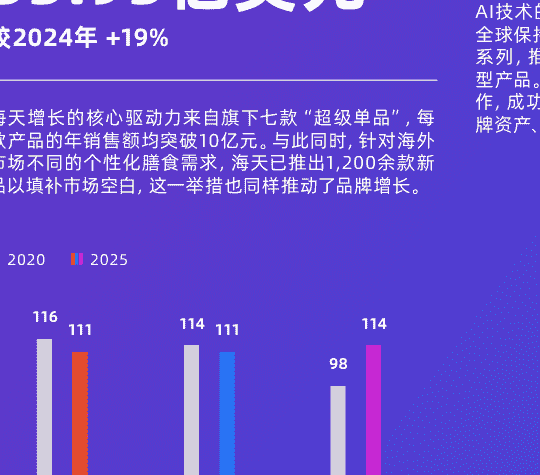 较2024年 +19%
海天增长的核心驱动力来自旗下七款“超级单品”, 每
款产品的年销售额均突破10亿元。与此同时, 针对海外
市场不同的个性化膳食需求, 海天已推出1,200余款新
品以填补市场空白, 这一举措也同样推动了品牌增长。
AI技术的
全球保持
系列, 推
型产品。
作, 成功
牌资产、
2020 2025
116 111 114 111 98 114